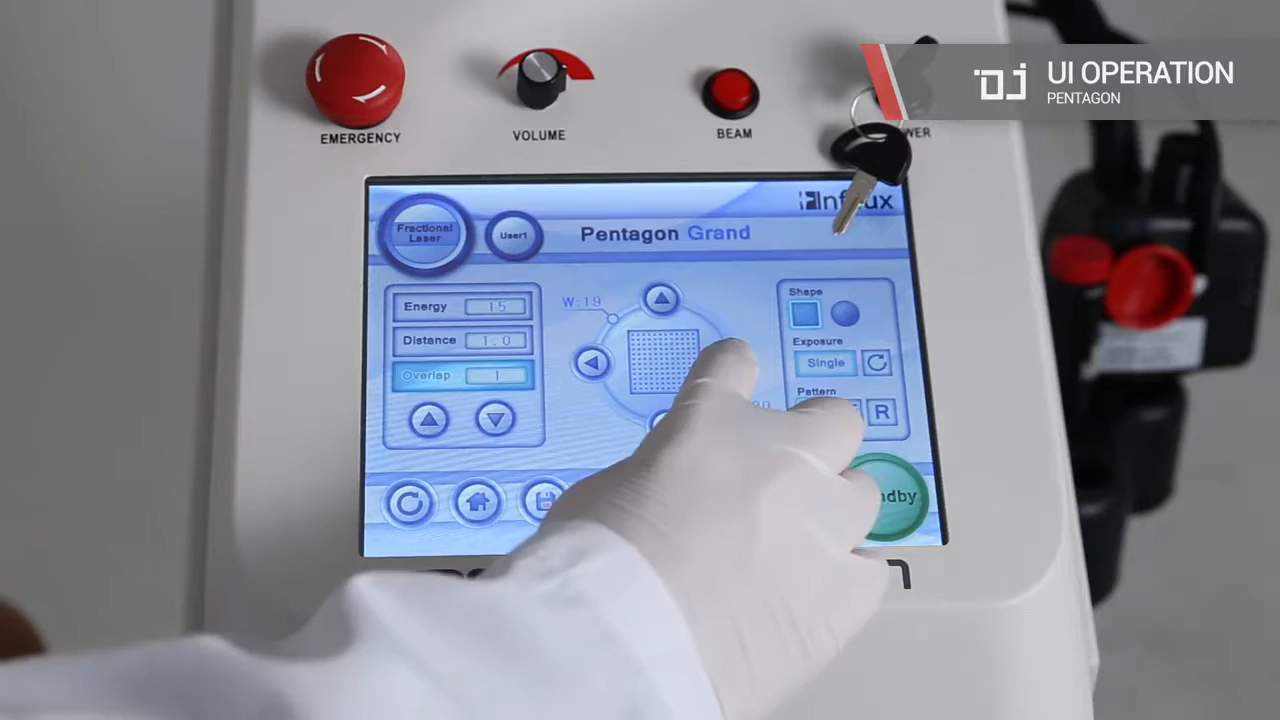 UI OPERATION
PENTAGON
EMERGENCY
VOLUME
BEAM
Fractional
Laser
User1
Pentagon Grand
Energy 15
Distance 1.0
Overlap 1
W:19
Shape
Exposure
Single
Pattern
R